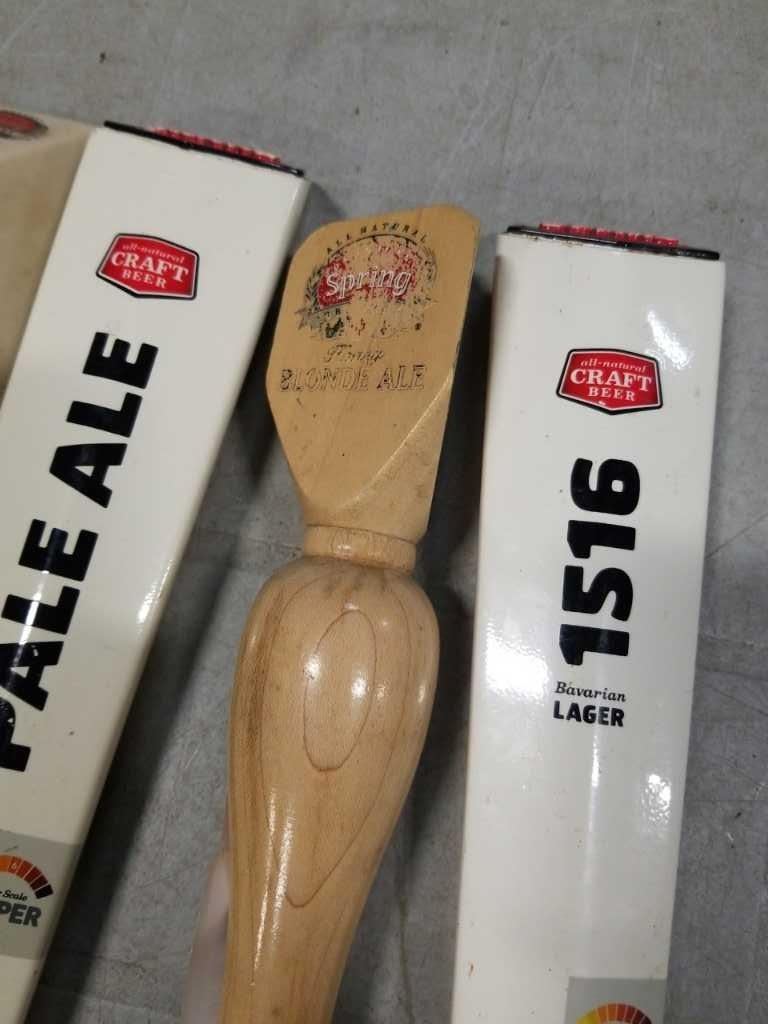 all-natural
CRAFT
BEER
PALE ALE
Scale
PER
ALL NATURAL
Spring
BLONDE ALE
all-natural
CRAFT
BEER
1516
Bavarian
LAGER